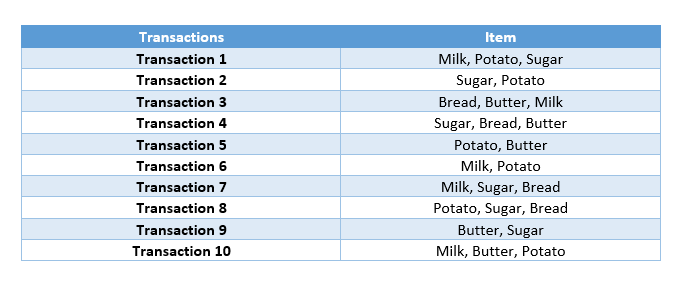 Transactions Item
Transaction 1 Milk, Potato, Sugar
Transaction 2 Sugar, Potato
Transaction 3 Bread, Butter, Milk
Transaction 4 Sugar, Bread, Butter
Transaction 5 Potato, Butter
Transaction 6 Milk, Potato
Transaction 7 Milk, Sugar, Bread
Transaction 8 Potato, Sugar, Bread
Transaction 9 Butter, Sugar
Transaction 10 Milk, Butter, Potato